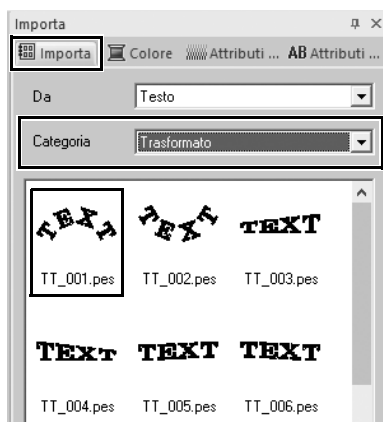 Importa
Importa Colore Attributi ... AB Attributi ...
Da Testo
Categoria Trasformato
TEXT TEXT TEXT
TT_001.pes TT_002.pes TT_003.pes
TEXT TEXT TEXT
TT_004.pes TT_005.pes TT_006.pes